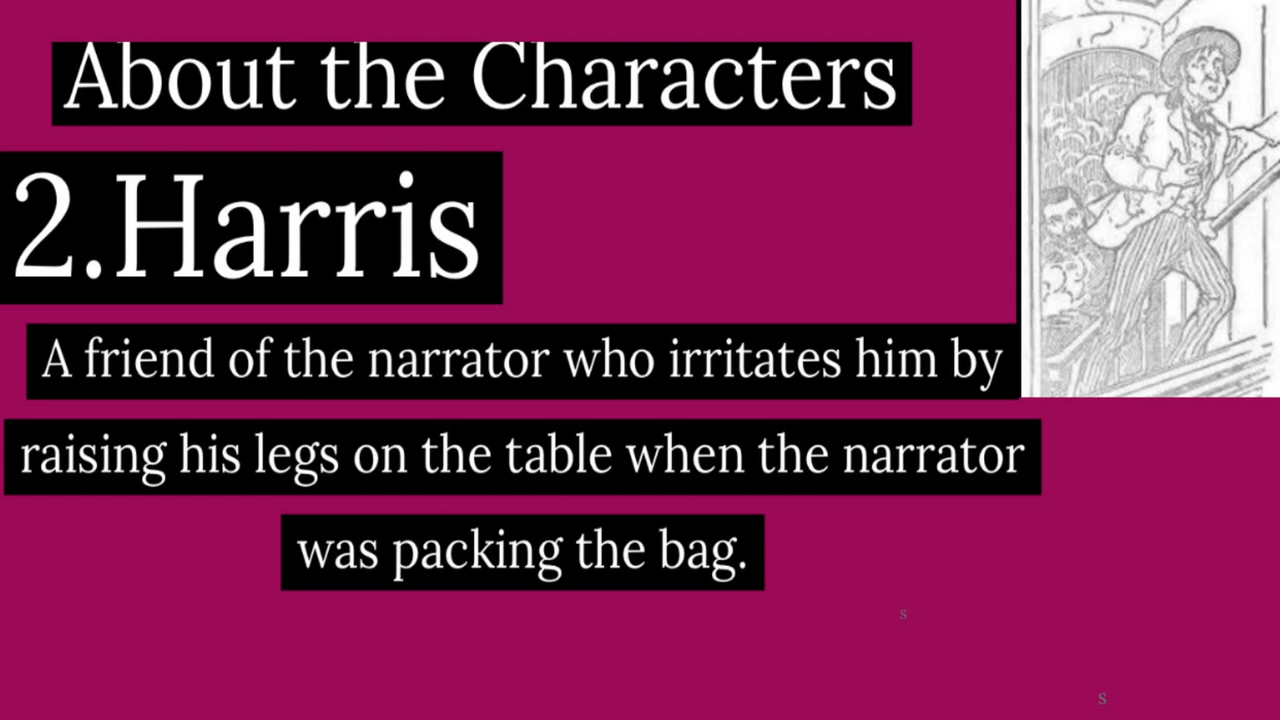 About the Characters
2.Harris
A friend of the narrator who irritates him by
raising his legs on the table when the narrator
was packing the bag.
s
s